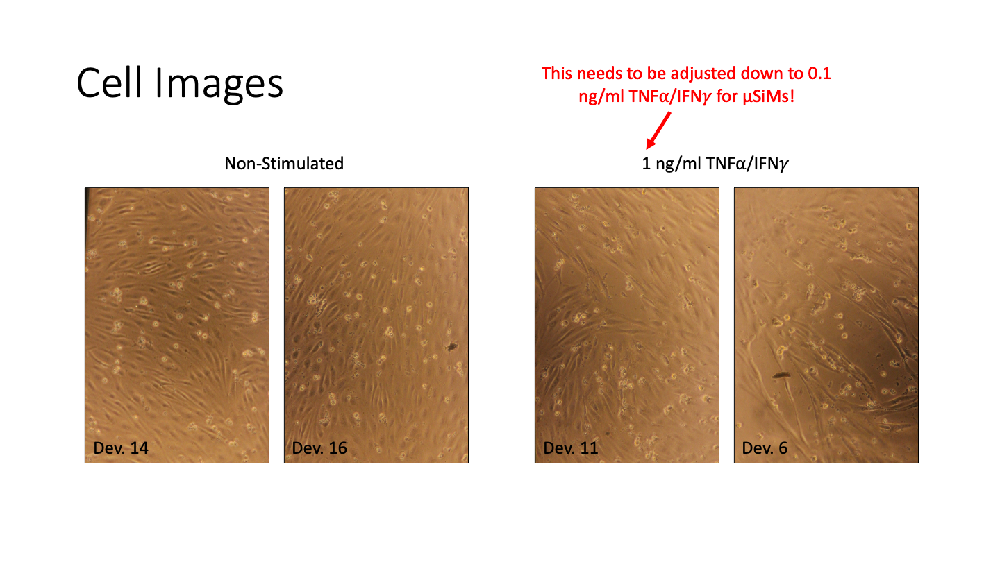 Cell Images
This needs to be adjusted down to 0.1
ng/ml TNFα/IFN𝛾 for µSiMs!
Non-Stimulated
1 ng/ml TNFα/IFN𝛾
Dev. 14
Dev. 16
Dev. 11
Dev. 6